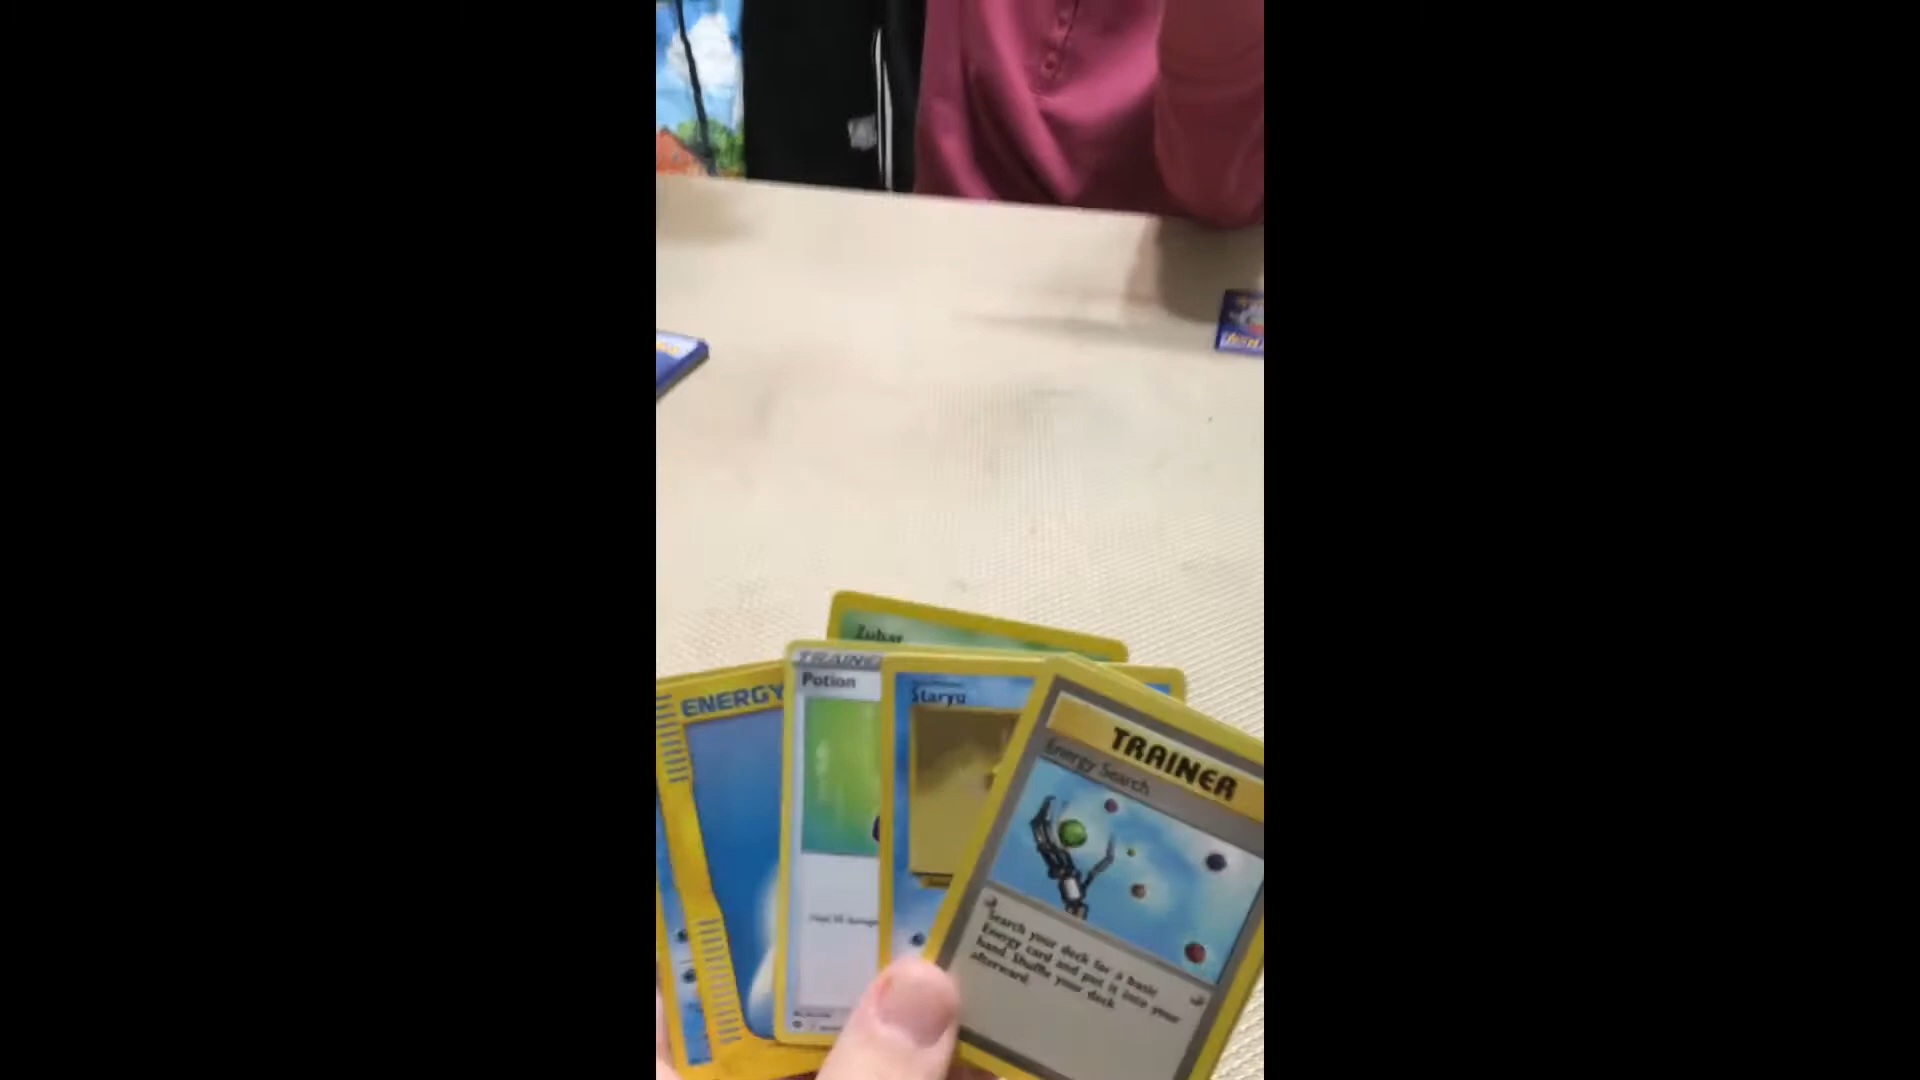 Zubat
TRAINE
Potion
ENERGY
Staryu
TRAINER
Energy Search
Search your deck for a basic
Energy card and put it into your
hand. Shuffle your deck
afterward.